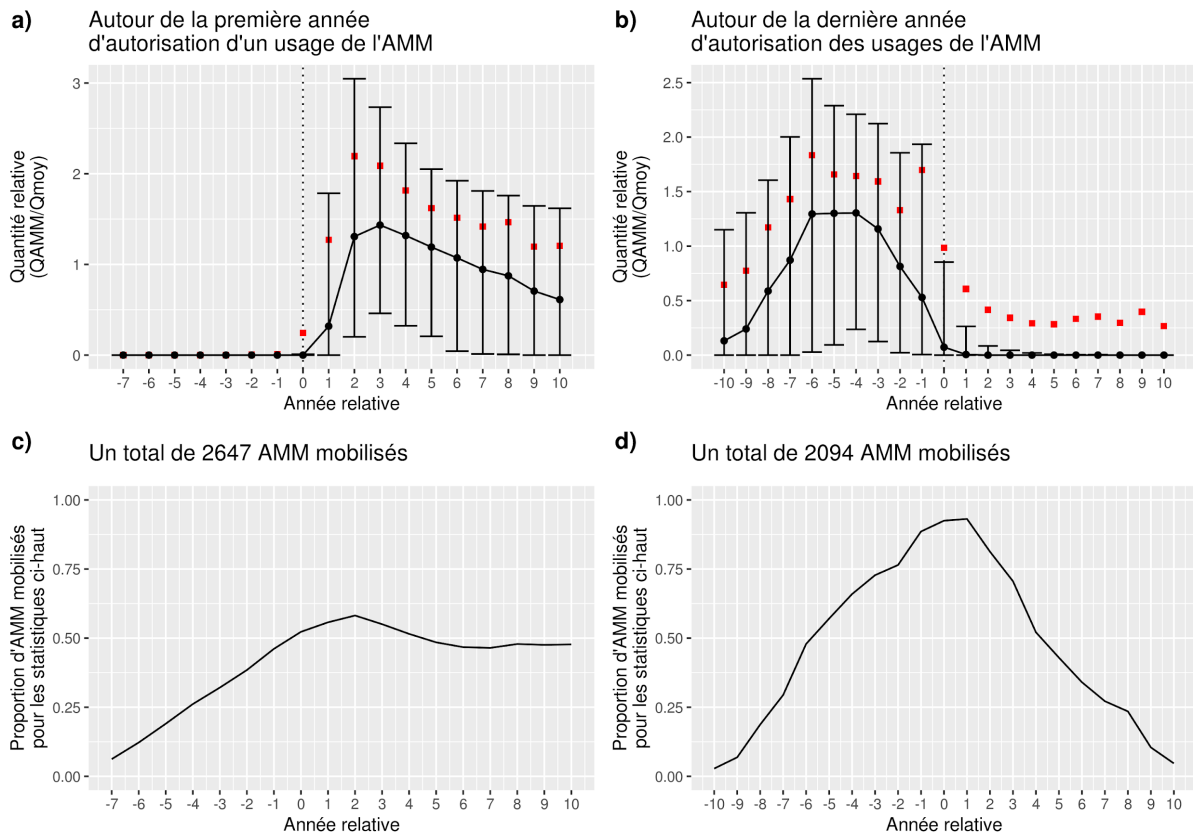 a)
Autour de la première année
d'autorisation d'un usage de l'AMM
Quantité relative
(QAMM/Qmoy)
3
2
1
0
-7 -6 -5 -4 -3 -2 -1 0 1 2 3 4 5 6 7 8 9 10
Année relative
b)
Autour de la dernière année
d'autorisation des usages de l'AMM
Quantité relative
(QAMM/Qmoy)
2.5
2.0
1.5
1.0
0.5
0.0
-10 -9 -8 -7 -6 -5 -4 -3 -2 -1 0 1 2 3 4 5 6 7 8 9 10
Année relative
c)
Un total de 2647 AMM mobilisés
Proportion d'AMM mobilisés
pour les statistiques ci-haut
1.00
0.75
0.50
0.25
0.00
-7 -6 -5 -4 -3 -2 -1 0 1 2 3 4 5 6 7 8 9 10
Année relative
d)
Un total de 2094 AMM mobilisés
Proportion d'AMM mobilisés
pour les statistiques ci-haut
1.00
0.75
0.50
0.25
0.00
-10 -9 -8 -7 -6 -5 -4 -3 -2 -1 0 1 2 3 4 5 6 7 8 9 10
Année relative